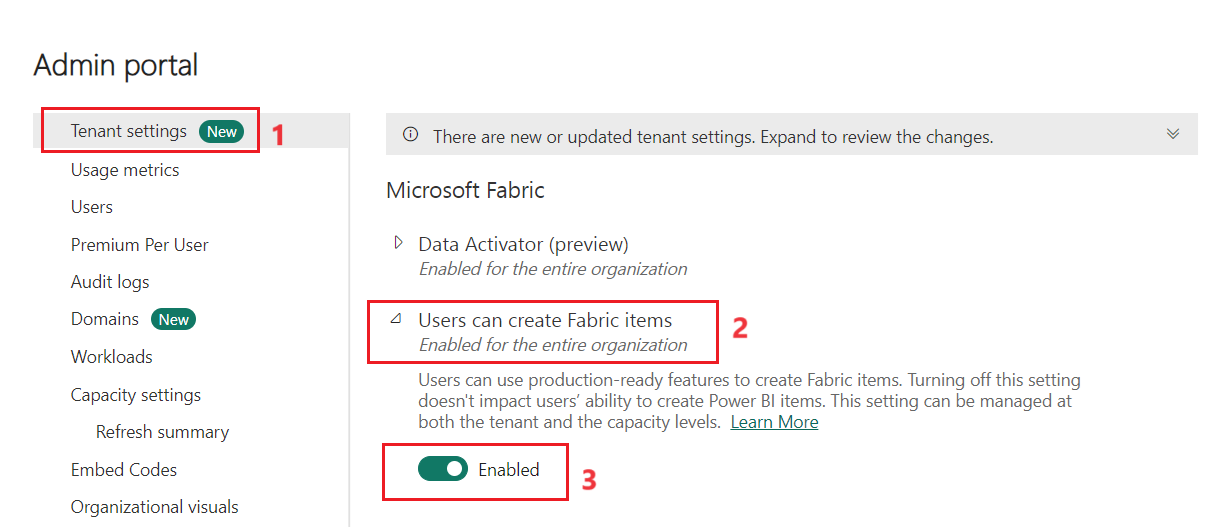 Admin portal
Tenant settings New 1
Usage metrics
Users
Premium Per User
Audit logs
Domains New
Workloads
Capacity settings
Refresh summary
Embed Codes
Organizational visuals
There are new or updated tenant settings. Expand to review the changes.
Microsoft Fabric
Data Activator (preview)
Enabled for the entire organization
Users can create Fabric items
Enabled for the entire organization
2
Users can use production-ready features to create Fabric items. Turning off this setting
doesn't impact users’ ability to create Power BI items. This setting can be managed at
both the tenant and the capacity levels. Learn More
Enabled 3